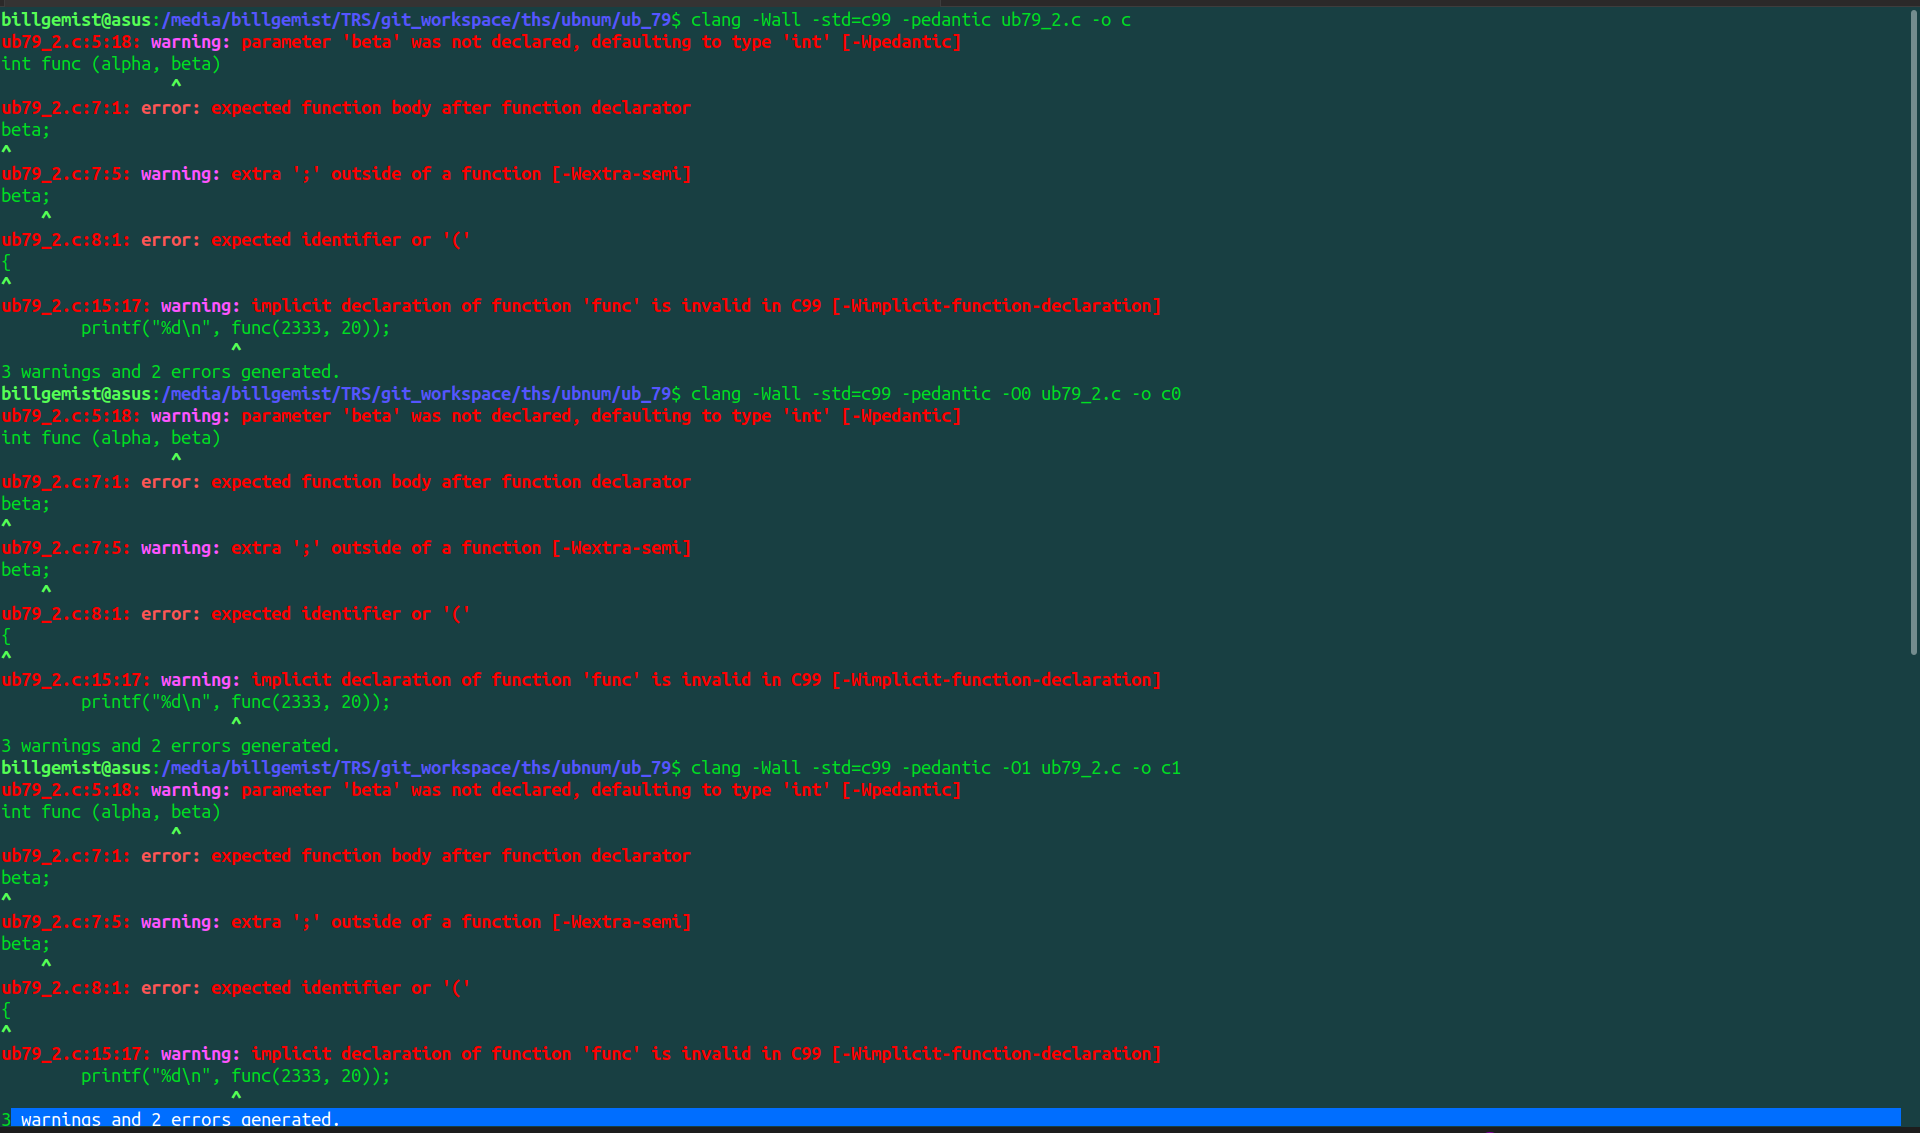 billgemist@asus:/media/billgemist/TRS/git_workspace/ths/ubnum/ub_79$ clang -Wall -std=c99 -pedantic ub79_2.c -o c
ub79_2.c:5:18: warning: parameter 'beta' was not declared, defaulting to type 'int' [-Wpedantic]
int func (alpha, beta)
                 ^
ub79_2.c:7:1: error: expected function body after function declarator
beta;
^
ub79_2.c:7:5: warning: extra ';' outside of a function [-Wextra-semi]
beta;
    ^
ub79_2.c:8:1: error: expected identifier or '('
{
^
ub79_2.c:15:17: warning: implicit declaration of function 'func' is invalid in C99 [-Wimplicit-function-declaration]
        printf("%d\n", func(2333, 20));
                       ^
3 warnings and 2 errors generated.
billgemist@asus:/media/billgemist/TRS/git_workspace/ths/ubnum/ub_79$ clang -Wall -std=c99 -pedantic -O0 ub79_2.c -o c0
ub79_2.c:5:18: warning: parameter 'beta' was not declared, defaulting to type 'int' [-Wpedantic]
int func (alpha, beta)
                 ^
ub79_2.c:7:1: error: expected function body after function declarator
beta;
^
ub79_2.c:7:5: warning: extra ';' outside of a function [-Wextra-semi]
beta;
    ^
ub79_2.c:8:1: error: expected identifier or '('
{
^
ub79_2.c:15:17: warning: implicit declaration of function 'func' is invalid in C99 [-Wimplicit-function-declaration]
        printf("%d\n", func(2333, 20));
                       ^
3 warnings and 2 errors generated.
billgemist@asus:/media/billgemist/TRS/git_workspace/ths/ubnum/ub_79$ clang -Wall -std=c99 -pedantic -O1 ub79_2.c -o c1
ub79_2.c:5:18: warning: parameter 'beta' was not declared, defaulting to type 'int' [-Wpedantic]
int func (alpha, beta)
                 ^
ub79_2.c:7:1: error: expected function body after function declarator
beta;
^
ub79_2.c:7:5: warning: extra ';' outside of a function [-Wextra-semi]
beta;
    ^
ub79_2.c:8:1: error: expected identifier or '('
{
^
ub79_2.c:15:17: warning: implicit declaration of function 'func' is invalid in C99 [-Wimplicit-function-declaration]
        printf("%d\n", func(2333, 20));
                       ^
3 warnings and 2 errors generated.